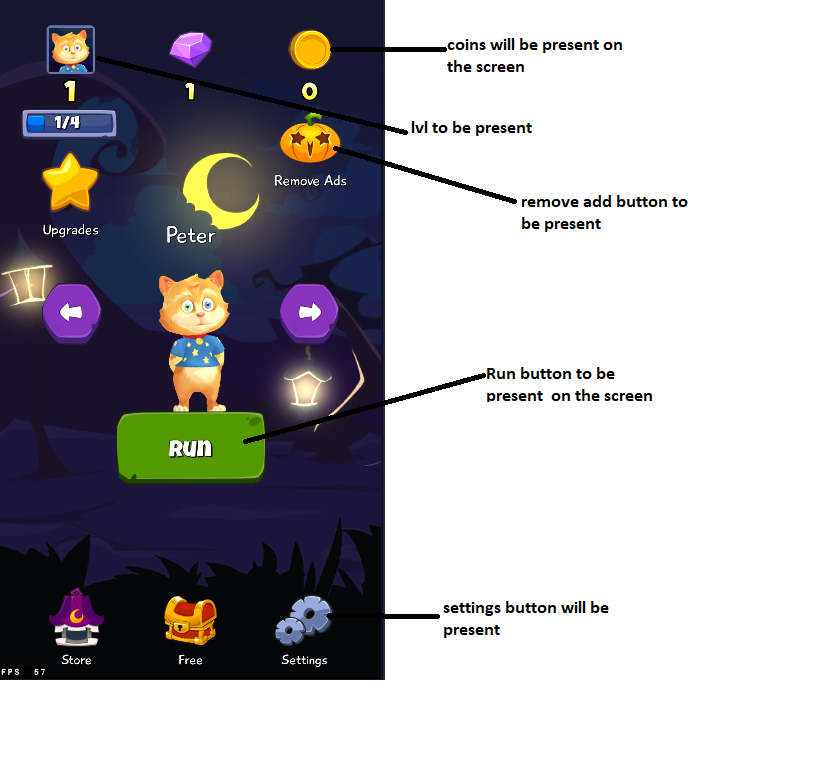 coins will be present on
the screen
1
1
0
1/4
lvl to be present
Remove Ads
remove add button to
be present
Upgrades
Peter
Run button to be
present on the screen
Run
settings button will be
present
Store
Free
Settings
FPS 57